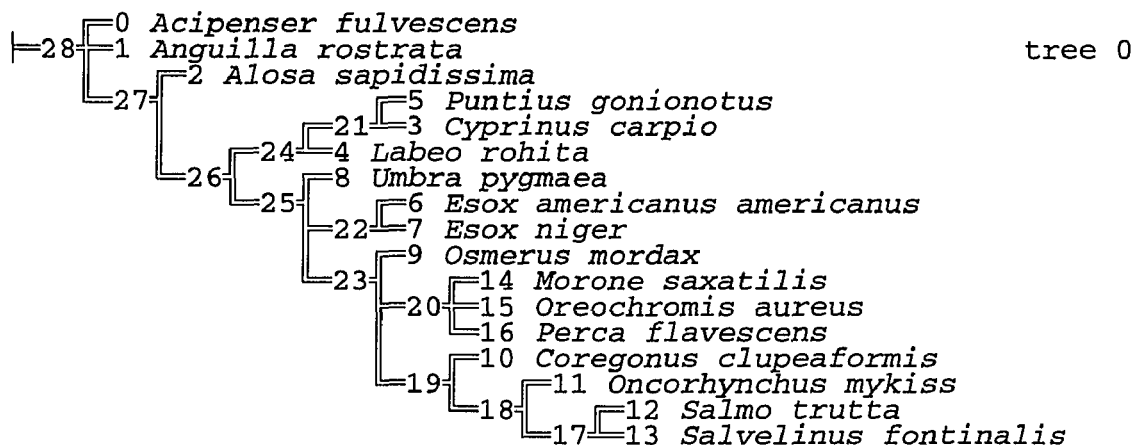 0 Acipenser fulvescens
28 1 Anguilla rostrata tree 0
2 Alosa sapidissima
27 5 Puntius gonionotus
21 3 Cyprinus carpio
24 4 Labeo rohita
26 8 Umbra pygmaea
25 6 Esox americanus americanus
22 7 Esox niger
9 Osmerus mordax
23 14 Morone saxatilis
20 15 Oreochromis aureus
16 Perca flavescens
10 Coregonus clupeaformis
19 11 Oncorhynchus mykiss
18 12 Salmo trutta
17 13 Salvelinus fontinalis